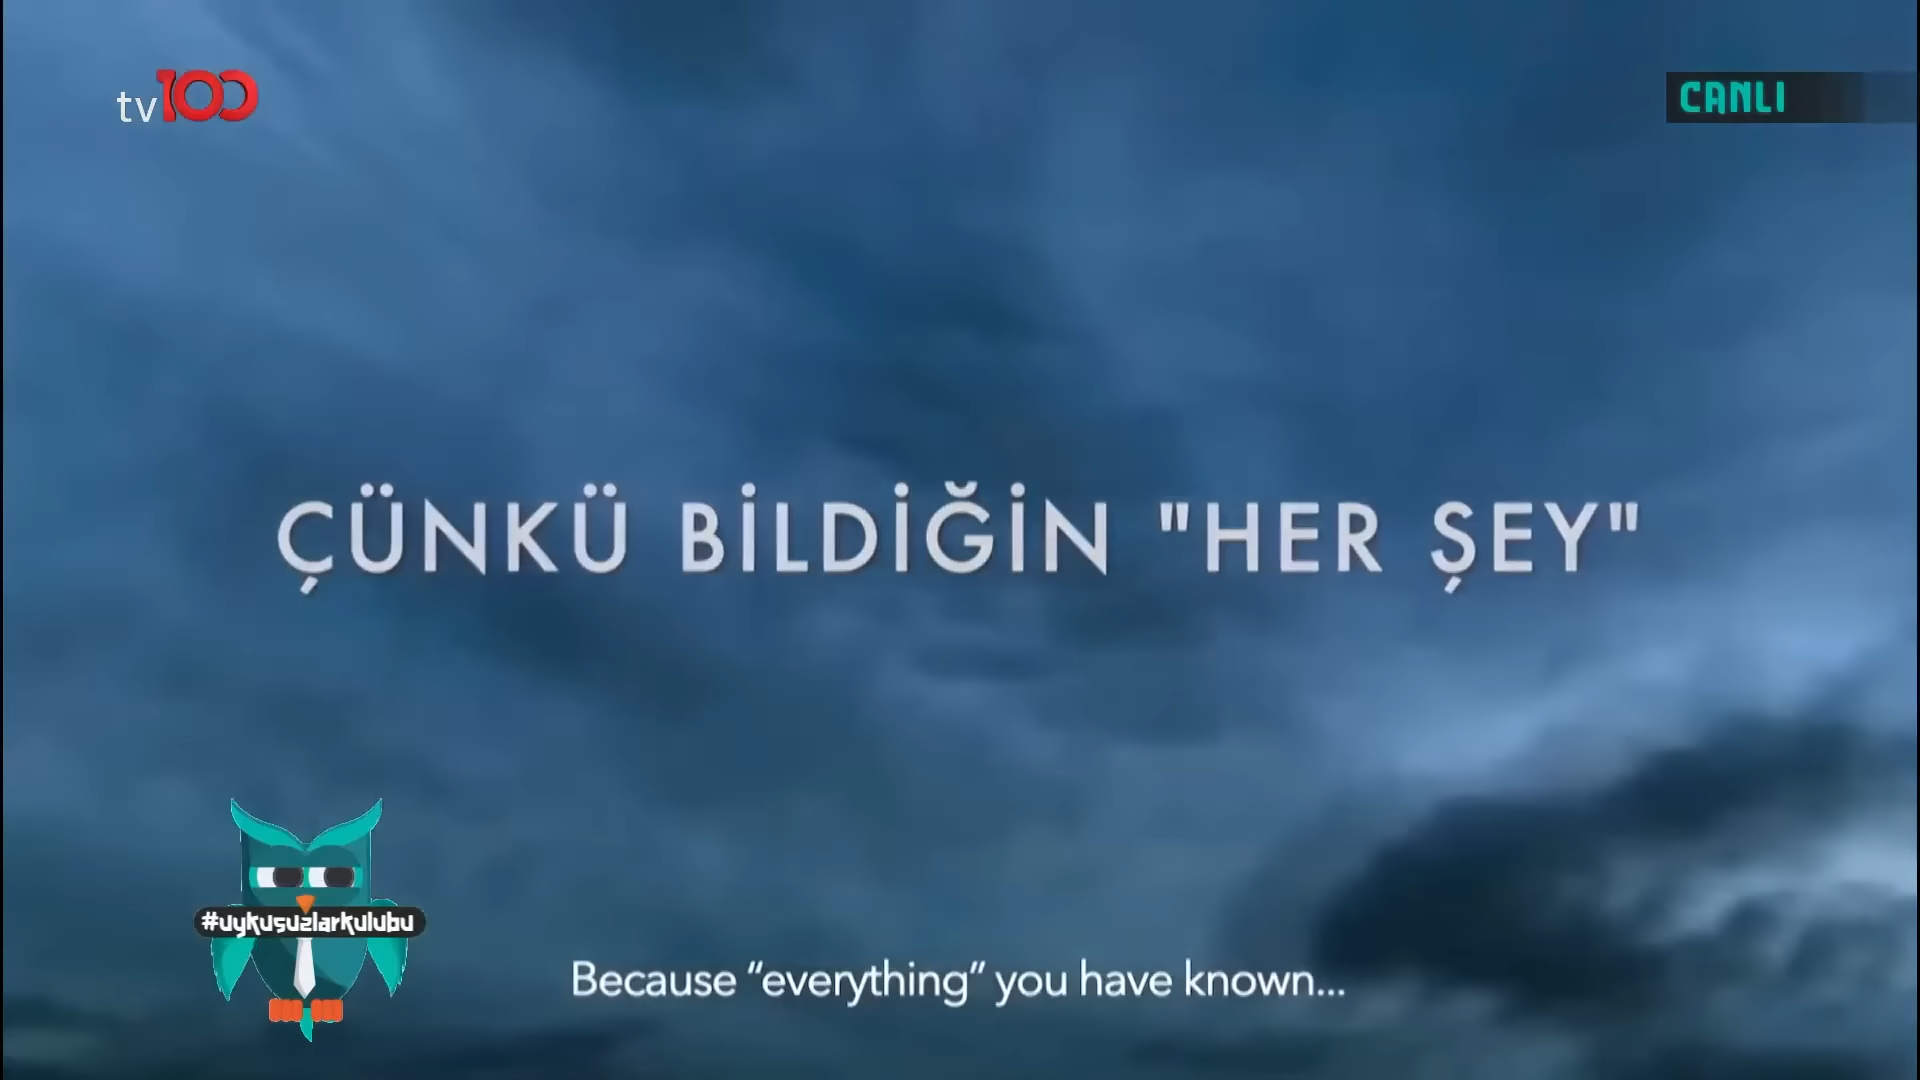 tv100
CANLI
ÇÜNKÜ BİLDİĞİN "HER ŞEY"
#uykusuzlarkulubu
Because “everything” you have known...